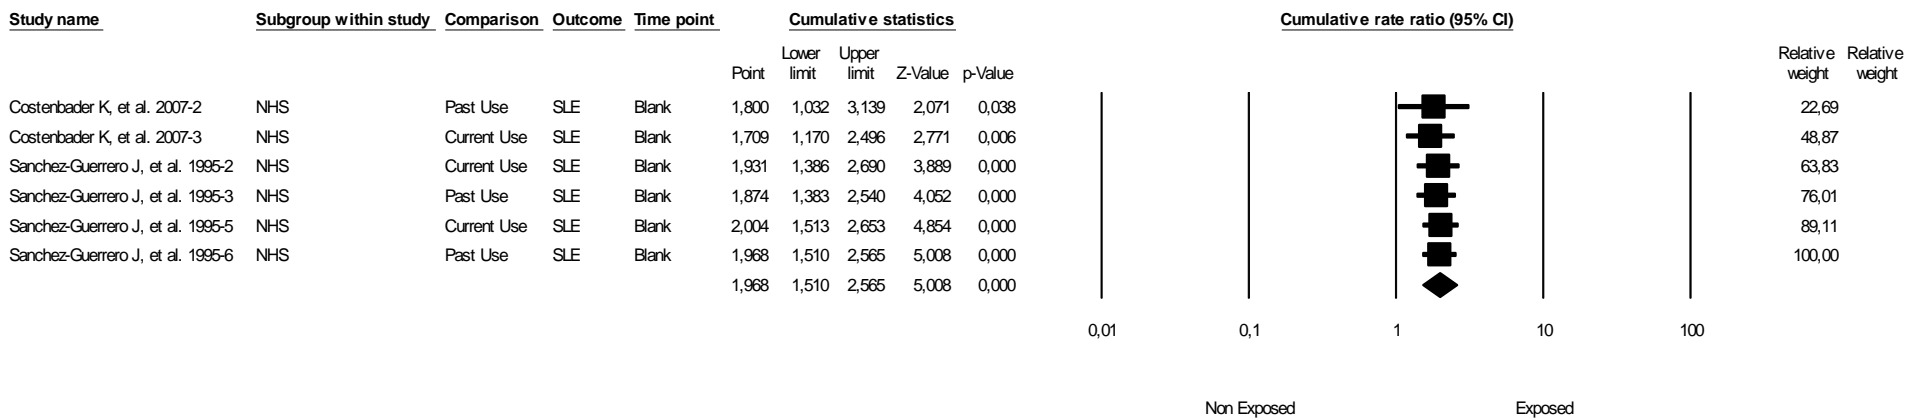 Study name Subgroup within study Comparison Outcome Time point Cumulative statistics Cumulative rate ratio (95% CI)
Lower Upper Relative Relative
Point limit limit Z-Value p-Value weight weight
Costenbader K, et al. 2007-2 NHS Past Use SLE Blank 1,800 1,032 3,139 2,071 0,038 22,69
Costenbader K, et al. 2007-3 NHS Current Use SLE Blank 1,709 1,170 2,496 2,771 0,006 48,87
Sanchez-Guerrero J, et al. 1995-2 NHS Current Use SLE Blank 1,931 1,386 2,690 3,889 0,000 63,83
Sanchez-Guerrero J, et al. 1995-3 NHS Past Use SLE Blank 1,874 1,383 2,540 4,052 0,000 76,01
Sanchez-Guerrero J, et al. 1995-5 NHS Current Use SLE Blank 2,004 1,513 2,653 4,854 0,000 89,11
Sanchez-Guerrero J, et al. 1995-6 NHS Past Use SLE Blank 1,968 1,510 2,565 5,008 0,000 100,00
1,968 1,510 2,565 5,008 0,000
0,01 0,1 1 10 100
Non Exposed Exposed